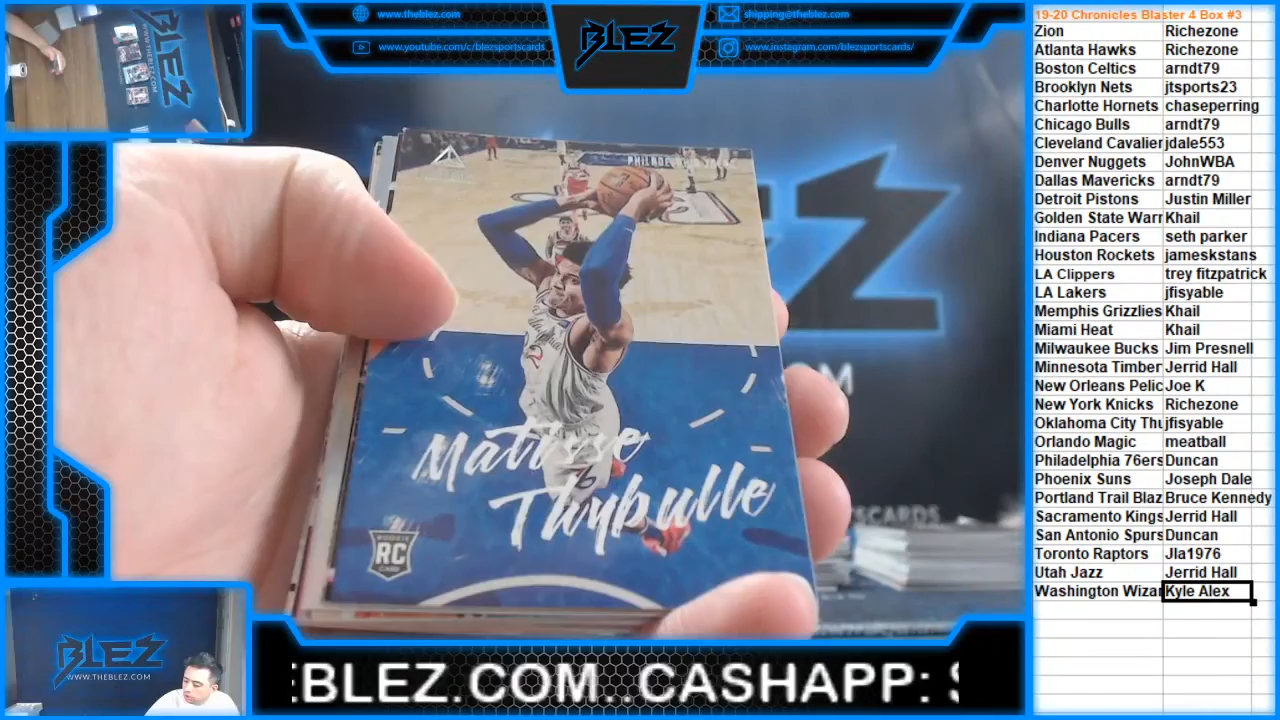 www.theblez.com
shipping@theblez.com
www.youtube.com/c/blezsportscards
www.instagram.com/blezsportscards/
BLEZ
BLEZ
PHILADE
Matisse
Thybulle
ROOKIE
RC
CARD
BLEZ
WWW.THEBLEZ.COM
EBLEZ.COM.. CASHAPP: S
19-20 Chronicles Blaster 4 Box #3
Zion Richezone
Atlanta Hawks Richezone
Boston Celtics arndt79
Brooklyn Nets jtsports23
Charlotte Hornets chaseperring
Chicago Bulls arndt79
Cleveland Cavalier jdale553
Denver Nuggets JohnWBA
Dallas Mavericks arndt79
Detroit Pistons Justin Miller
Golden State Warr Khail
Indiana Pacers seth parker
Houston Rockets jameskstans
LA Clippers trey fitzpatrick
LA Lakers jfisyable
Memphis Grizzlies Khail
Miami Heat Khail
Milwaukee Bucks Jim Presnell
Minnesota Timber Jerrid Hall
New Orleans Pelic Joe K
New York Knicks Richezone
Oklahoma City Thu jfisyable
Orlando Magic meatball
Philadelphia 76ers Duncan
Phoenix Suns Joseph Dale
Portland Trail Blaz Bruce Kennedy
Sacramento Kings Jerrid Hall
San Antonio Spurs Duncan
Toronto Raptors Jla1976
Utah Jazz Jerrid Hall
Washington Wizar Kyle Alex